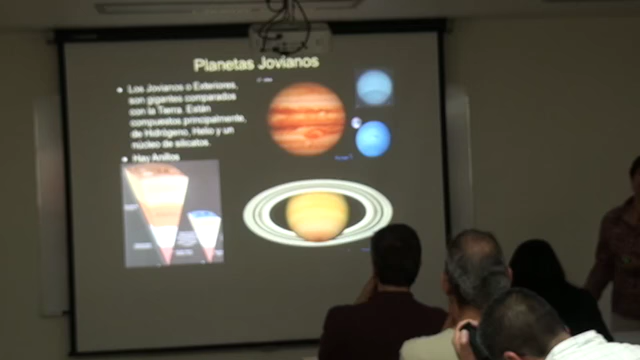 Planetas Jovianos
Los Jovianos o Exteriores,
son gigantes comparados
con la Tierra. Están
compuestos principalmente,
de Hidrógeno, Helio y un
núcleo de silicatos.
Hay Anillos